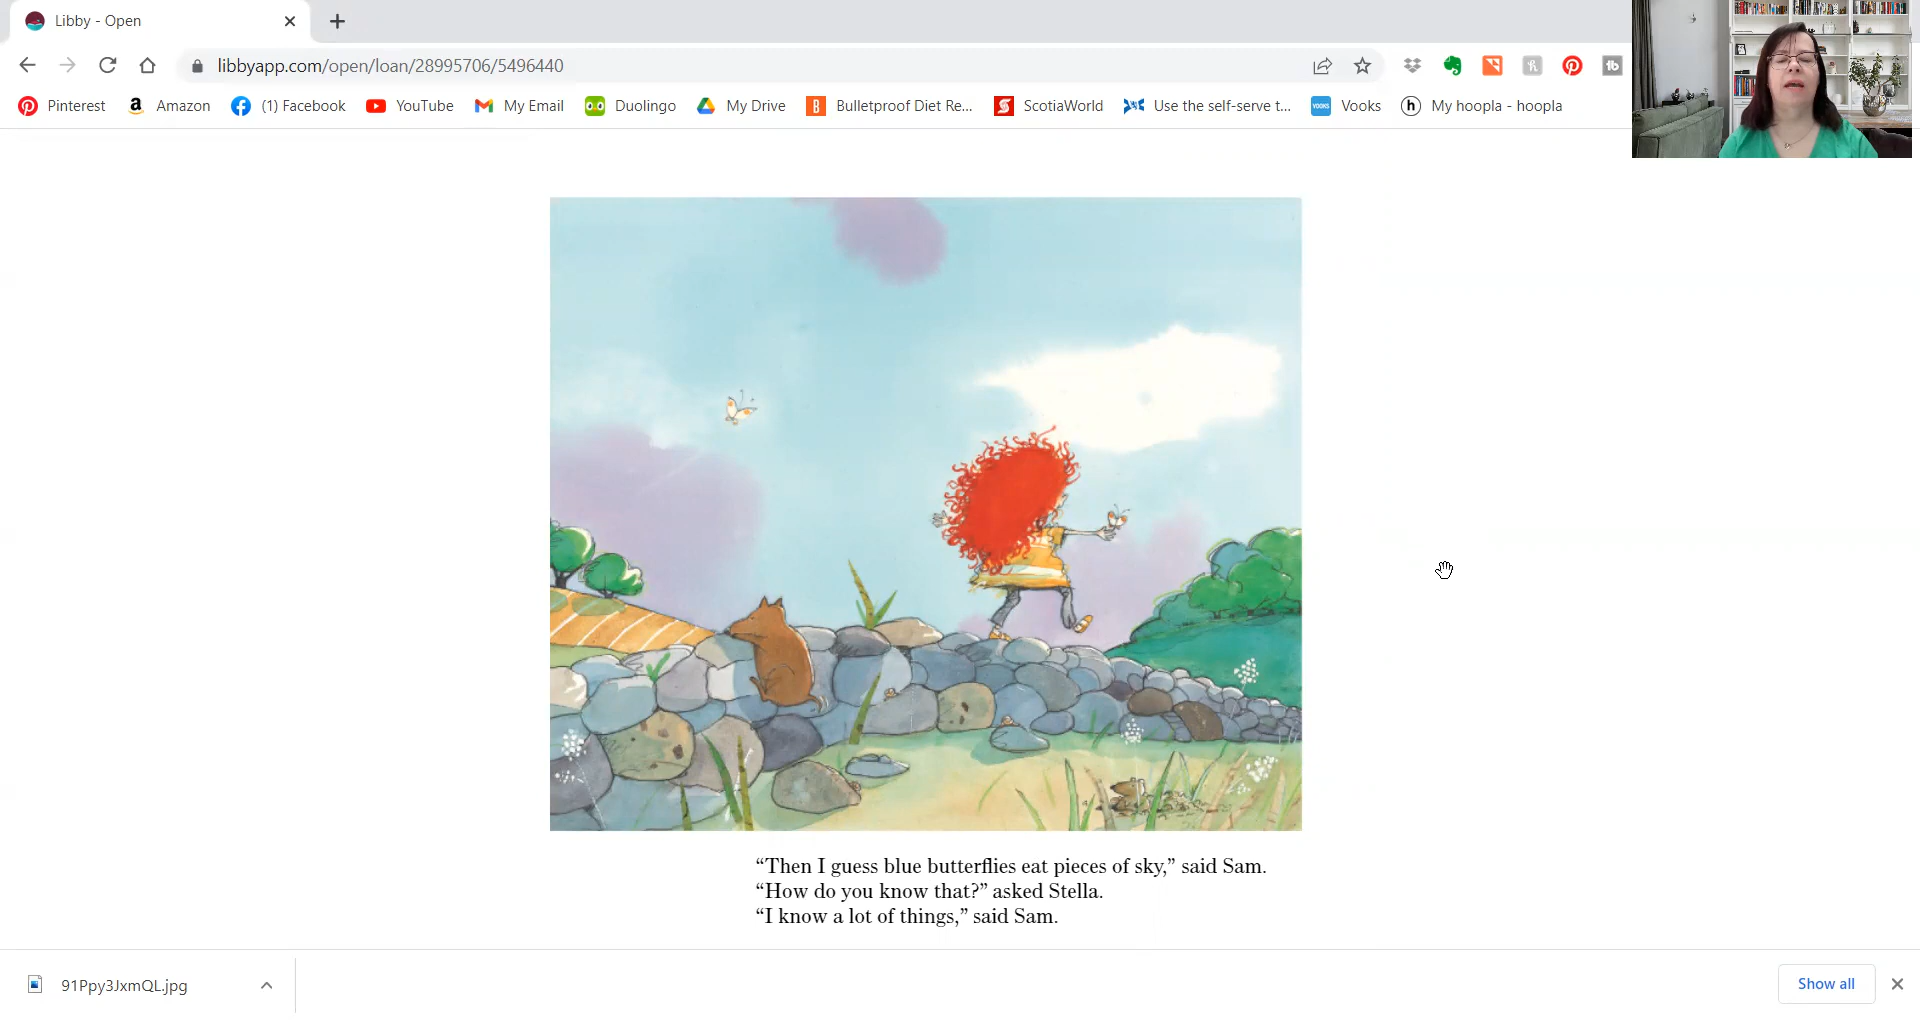 Libby - Open
libbyapp.com/open/loan/28995706/5496440
Pinterest Amazon (1) Facebook YouTube My Email Duolingo My Drive Bulletproof Diet Re... ScotiaWorld Use the self-serve t... Vooks My hoopla - hoopla
“Then I guess blue butterflies eat pieces of sky,” said Sam.
“How do you know that?” asked Stella.
“I know a lot of things,” said Sam.
91Ppy3JxmQL.jpg
Show all